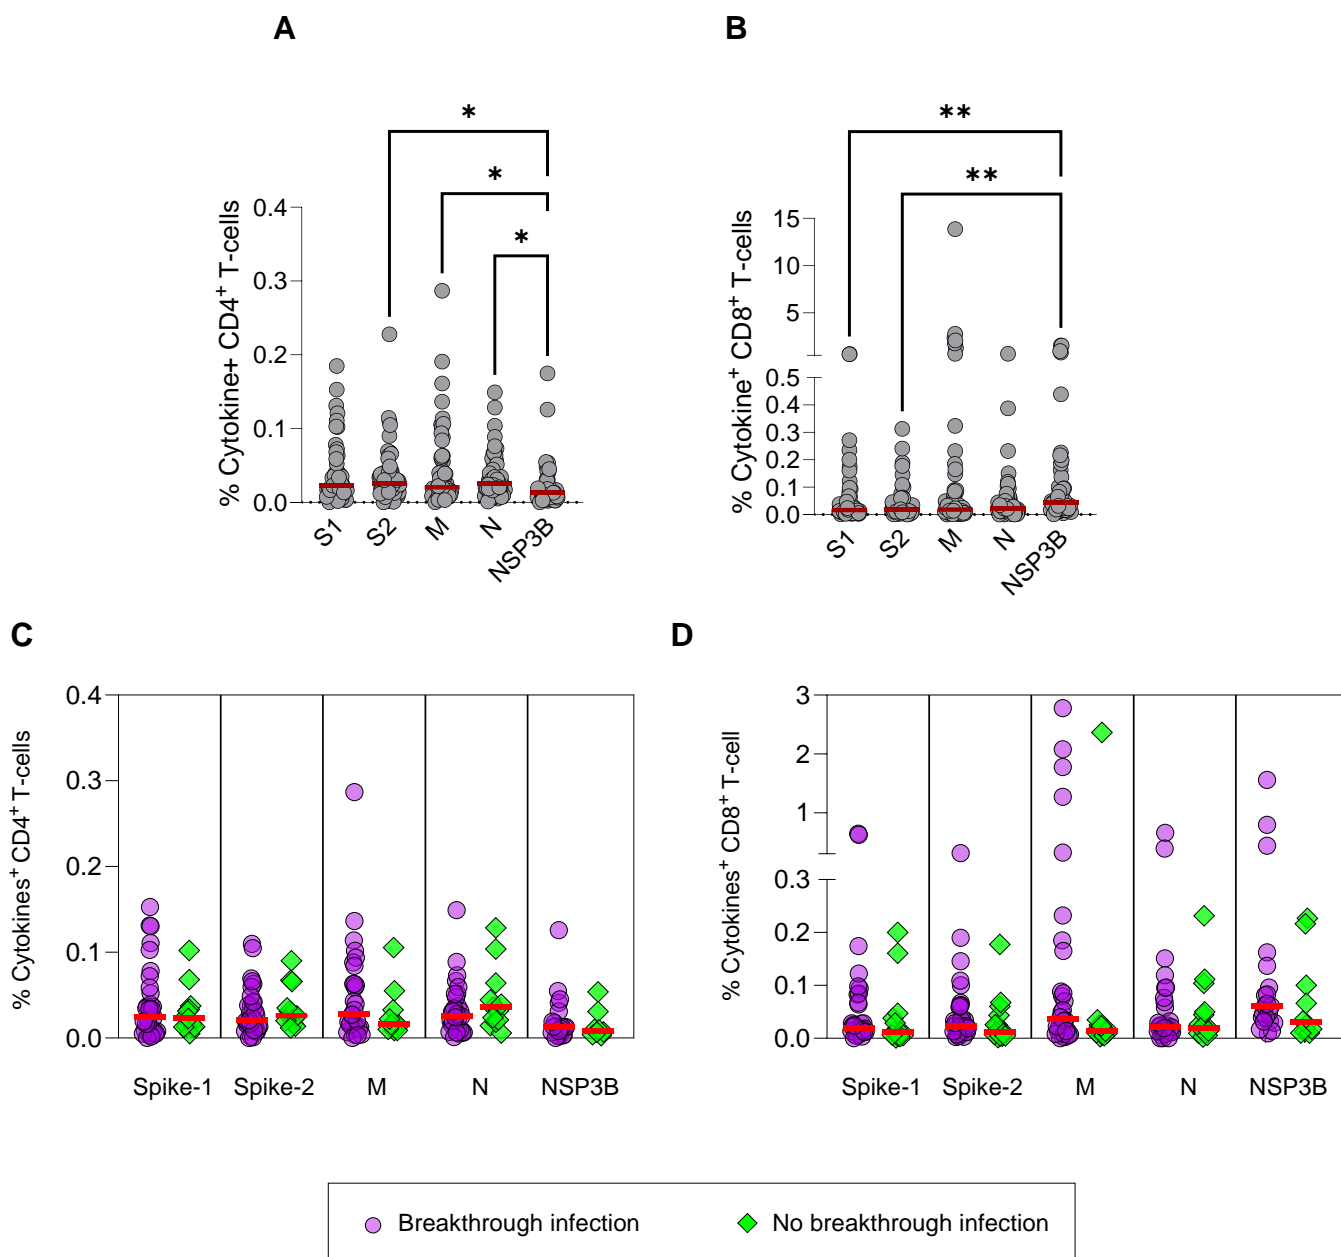 A
B
*
**
*
**
*
% Cytokine+ CD4⁺ T-cells
0.4
0.3
0.2
0.1
0.0
S1
S2
M
N
NSP3B
% Cytokine⁺ CD8⁺ T-cells
15
10
5
0.5
0.4
0.3
0.2
0.1
0.0
S1
S2
M
N
NSP3B
C
D
% Cytokines⁺ CD4⁺ T-cells
0.4
0.3
0.2
0.1
0.0
Spike-1
Spike-2
M
N
NSP3B
% Cytokines⁺ CD8⁺ T-cell
3
2
1
0.3
0.2
0.1
0.0
Spike-1
Spike-2
M
N
NSP3B
Breakthrough infection
No breakthrough infection